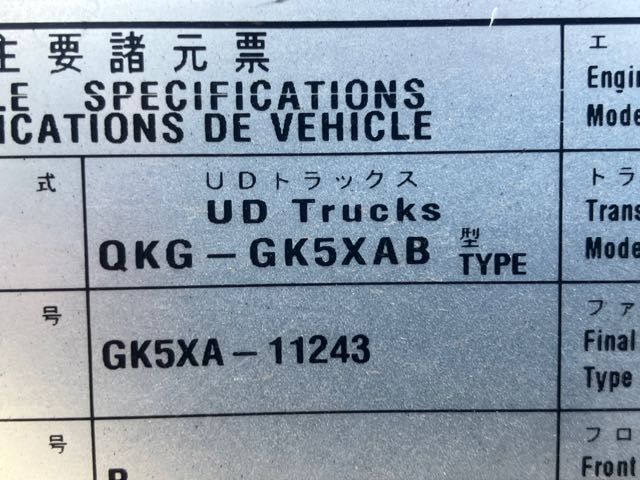 主要諸元票
LE SPECIFICATIONS
ICATIONS DE VEHICLE
エ
Engin
Mode
式
UDトラックス
UD Trucks
QKG-GK5XAB 型 TYPE
トラ
Trans
Mode
号
GK5XA-11243
ファ
Final
Type
号
フロ
Front